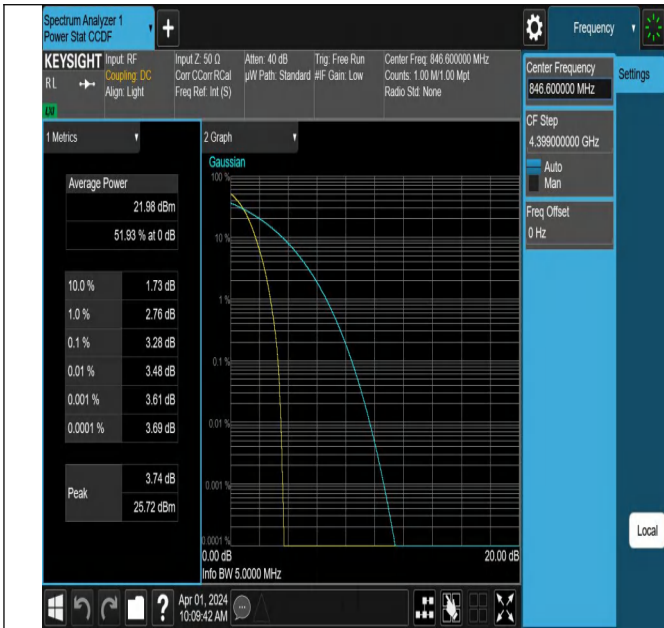 Spectrum Analyzer 1
Power Stat CCDF
+
Frequency
KEYSIGHT
RL
LXI
Input: RF
Coupling: DC
Align: Light
Input Z: 50 Ω
Corr CCorr RCal
Freq Ref: Int (S)
Atten: 40 dB
µW Path: Standard
Trig: Free Run
#IF Gain: Low
Center Freq: 846.600000 MHz
Counts: 1.00 M/1.00 Mpt
Radio Std: None
Center Frequency
846.600000 MHz
Settings
CF Step
4.399000000 GHz
Auto
Man
Freq Offset
0 Hz
Local
1 Metrics
Average Power
21.98 dBm
51.93 % at 0 dB
10.0 % 1.73 dB
1.0 % 2.76 dB
0.1 % 3.28 dB
0.01 % 3.48 dB
0.001 % 3.61 dB
0.0001 % 3.69 dB
Peak
3.74 dB
25.72 dBm
2 Graph
Gaussian
100 %
10 %
1 %
0.1 %
0.01 %
0.001 %
0.0001 %
0.00 dB 20.00 dB
Info BW 5.0000 MHz
?
Apr 01, 2024
10:09:42 AM